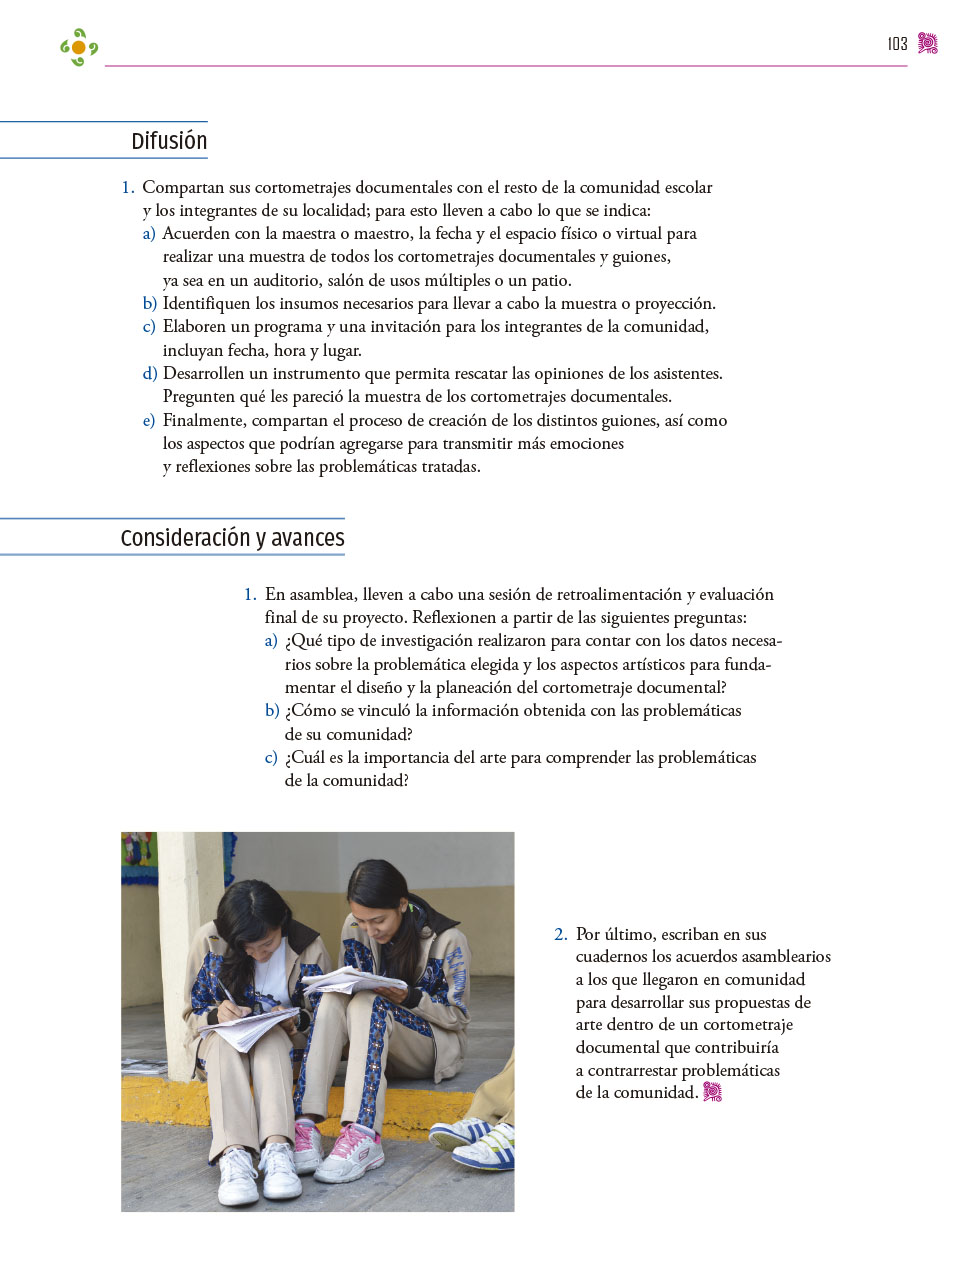 103
Difusión
1. Compartan sus cortometrajes documentales con el resto de la comunidad escolar
y los integrantes de su localidad; para esto lleven a cabo lo que se indica:
a) Acuerden con la maestra o maestro, la fecha y el espacio físico o virtual para
realizar una muestra de todos los cortometrajes documentales y guiones,
ya sea en un auditorio, salón de usos múltiples o un patio.
b) Identifiquen los insumos necesarios para llevar a cabo la muestra o proyección.
c) Elaboren un programa y una invitación para los integrantes de la comunidad,
incluyan fecha, hora y lugar.
d) Desarrollen un instrumento que permita rescatar las opiniones de los asistentes.
Pregunten qué les pareció la muestra de los cortometrajes documentales.
e) Finalmente, compartan el proceso de creación de los distintos guiones, así como
los aspectos que podrían agregarse para transmitir más emociones
y reflexiones sobre las problemáticas tratadas.
Consideración y avances
1. En asamblea, lleven a cabo una sesión de retroalimentación y evaluación
final de su proyecto. Reflexionen a partir de las siguientes preguntas:
a) ¿Qué tipo de investigación realizaron para contar con los datos necesa-
rios sobre la problemática elegida y los aspectos artísticos para funda-
mentar el diseño y la planeación del cortometraje documental?
b) ¿Cómo se vinculó la información obtenida con las problemáticas
de su comunidad?
c) ¿Cuál es la importancia del arte para comprender las problemáticas
de la comunidad?
2. Por último, escriban en sus
cuadernos los acuerdos asamblearios
a los que llegaron en comunidad
para desarrollar sus propuestas de
arte dentro de un cortometraje
documental que contribuiría
a contrarrestar problemáticas
de la comunidad.